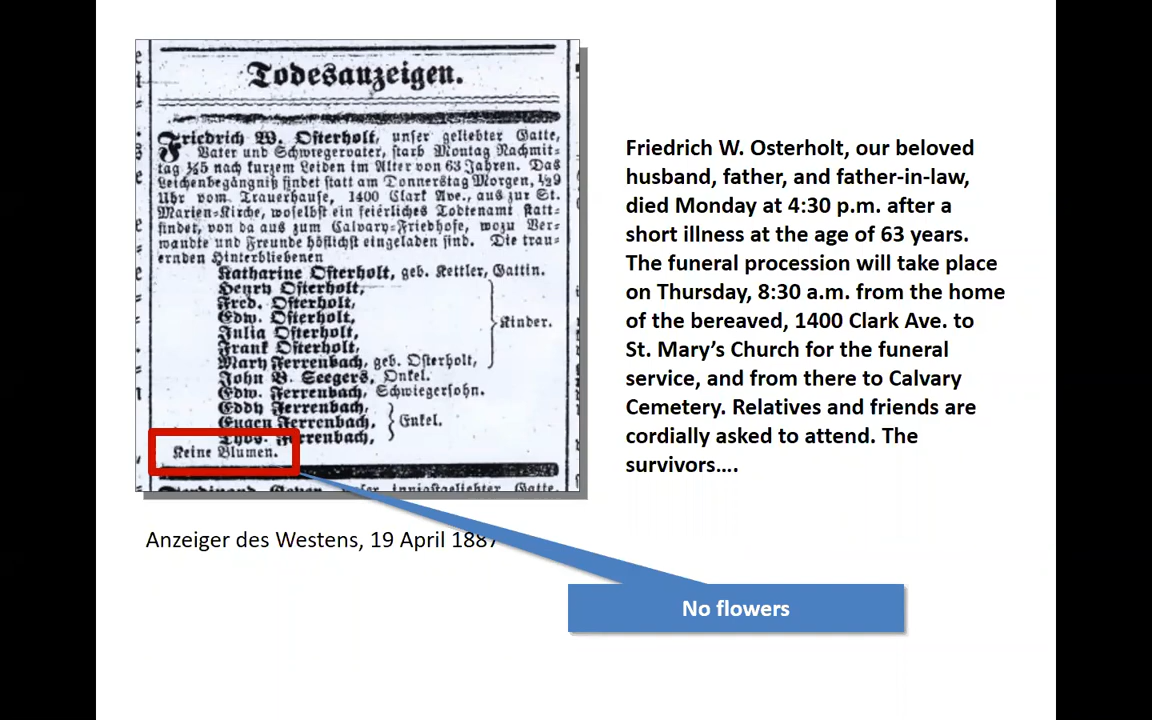 Todesanzeigen.
Friedrich W. Osterholt, unser geliebter Gatte,
Vater und Schwiegervater, starb Montag Nachmit-
tag ½5 nach kurzem Leiden im Alter von 63 Jahren. Das
Leichenbegängniß findet statt am Donnerstag Morgen, ½9
Uhr vom Trauerhause, 1400 Clark Ave., aus zur St.
Marien-Kirche, woselbst ein feierliches Todtenamt statt-
findet, von da aus zum Calvary-Friedhofe, wozu Ver-
wandte und Freunde höflichst eingeladen sind. Die trau-
ernden Hinterbliebenen
Katharine Osterholt, geb. Kettler, Gattin.
Henry Osterholt,
Fred. Osterholt,
Edw. Osterholt,
Julia Osterholt,
Frank Osterholt,
Mary Ferrenbach, geb. Osterholt,
Kinder.
John B. Seegers, Onkel.
Edw. Ferrenbach, Schwiegersohn.
Eddy Ferrenbach,
Eugen Ferrenbach,
Thos. Ferrenbach,
Enkel.
Keine Blumen.
unser innigstgeliebter Gatte,
Friedrich W. Osterholt, our beloved
husband, father, and father-in-law,
died Monday at 4:30 p.m. after a
short illness at the age of 63 years.
The funeral procession will take place
on Thursday, 8:30 a.m. from the home
of the bereaved, 1400 Clark Ave. to
St. Mary’s Church for the funeral
service, and from there to Calvary
Cemetery. Relatives and friends are
cordially asked to attend. The
survivors….
Anzeiger des Westens, 19 April 1887
No flowers